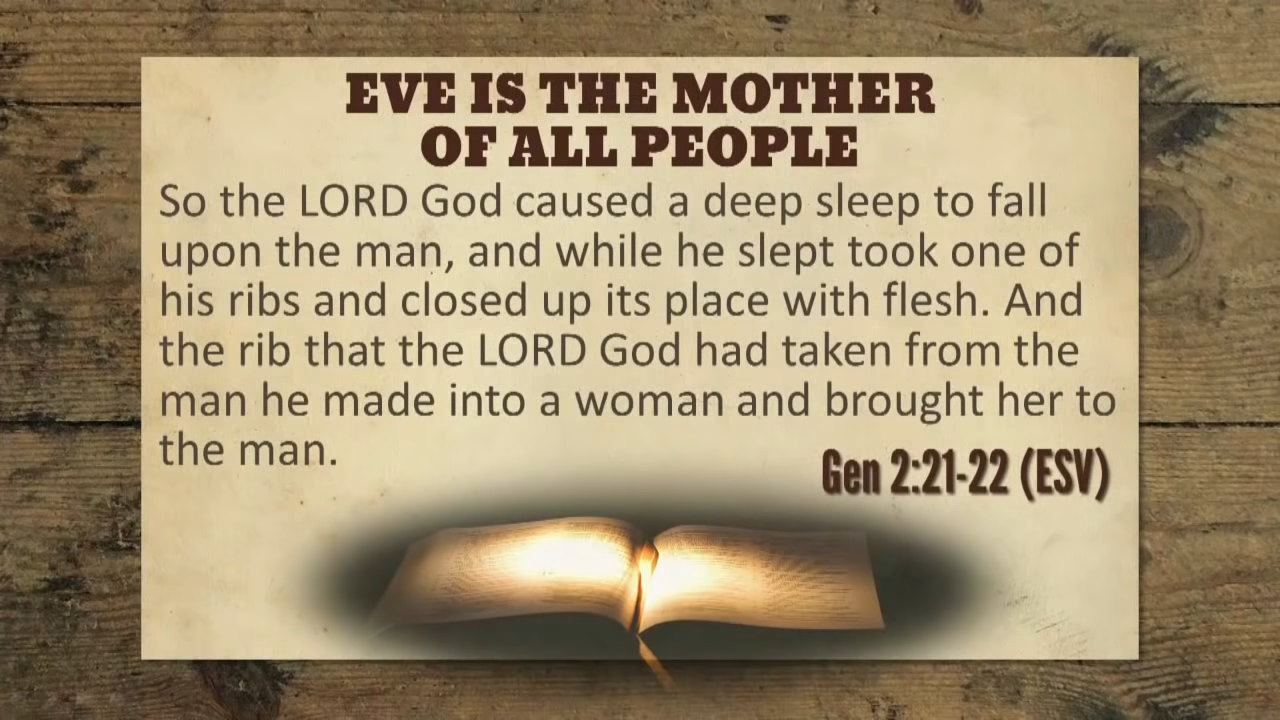 EVE IS THE MOTHER
OF ALL PEOPLE
So the LORD God caused a deep sleep to fall
upon the man, and while he slept took one of
his ribs and closed up its place with flesh. And
the rib that the LORD God had taken from the
man he made into a woman and brought her to
the man.
Gen 2:21-22 (ESV)